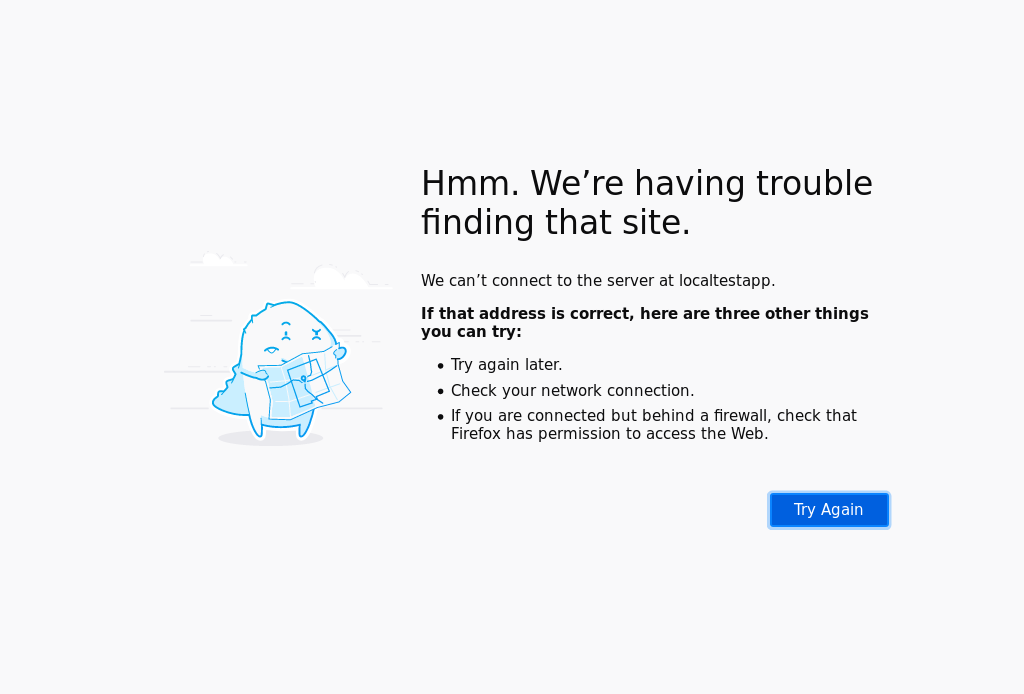 Hmm. We’re having trouble
finding that site.
We can’t connect to the server at localtestapp.
If that address is correct, here are three other things
you can try:
• Try again later.
• Check your network connection.
• If you are connected but behind a firewall, check that
Firefox has permission to access the Web.
Try Again